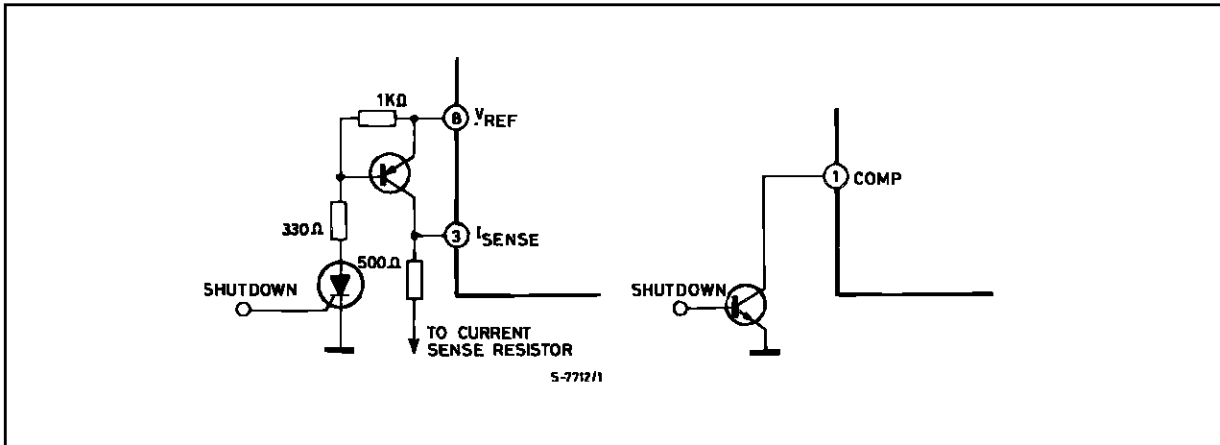 1KΩ
8 VREF
330Ω
3 ISENSE
500Ω
SHUTDOWN
TO CURRENT
SENSE RESISTOR
S-7712/1
1 COMP
SHUTDOWN